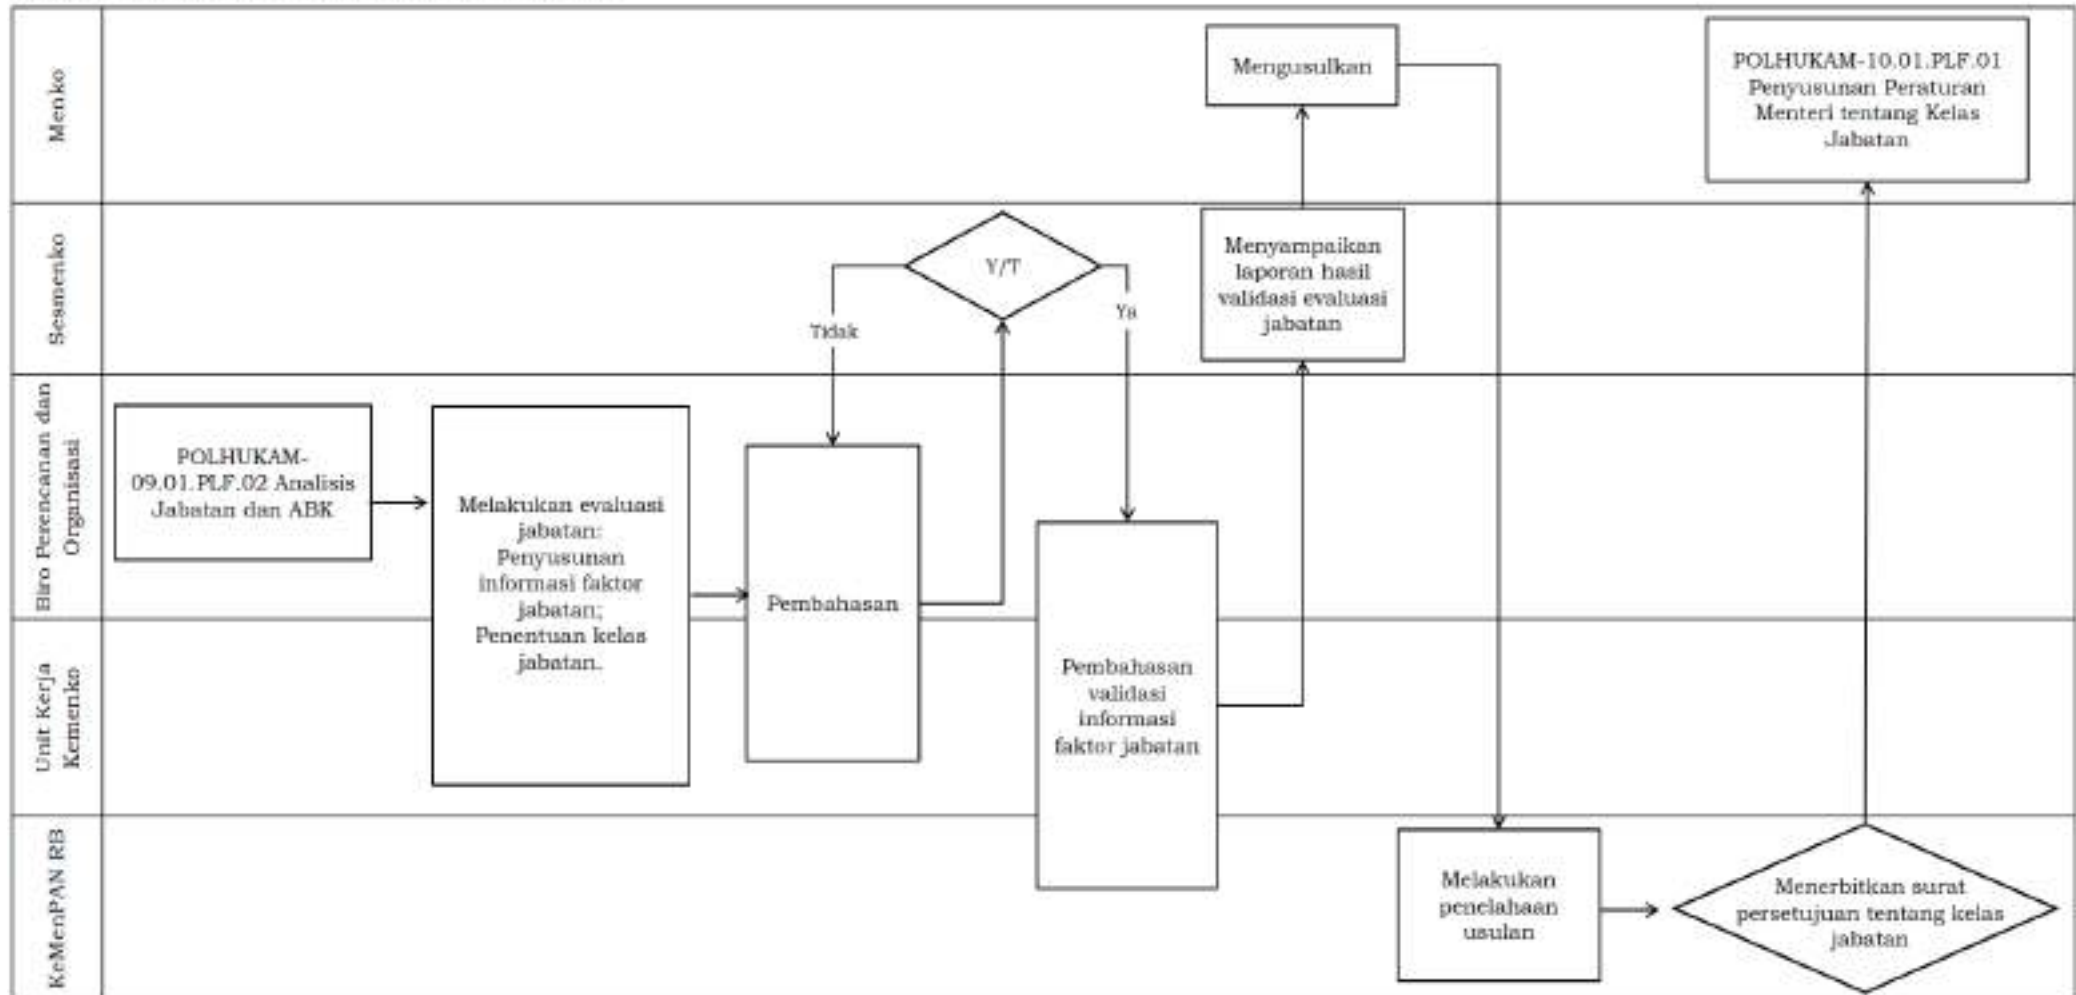 Menko
Mengusulkan
POLHUKAM-10.01.PLF.01
Penyusunan Peraturan
Menteri tentang Kelas
Jabatan
Sesmenko
Y/T
Tidak
Ya
Menyampaikan
laporan hasil
validasi evaluasi
jabatan
Biro Perencanan dan
Organisasi
POLHUKAM-
09.01.PLF.02 Analisis
Jabatan dan ABK
Melakukan evaluasi
jabatan:
Penyusunan
informasi faktor
jabatan;
Penentuan kelas
jabatan.
Pembahasan
Unit Kerja
Kemenko
Pembahasan
validasi
informasi
faktor jabatan
KeMenPAN RB
Melakukan
penelahaan
usulan
Menerbitkan surat
persetujuan tentang kelas
jabatan